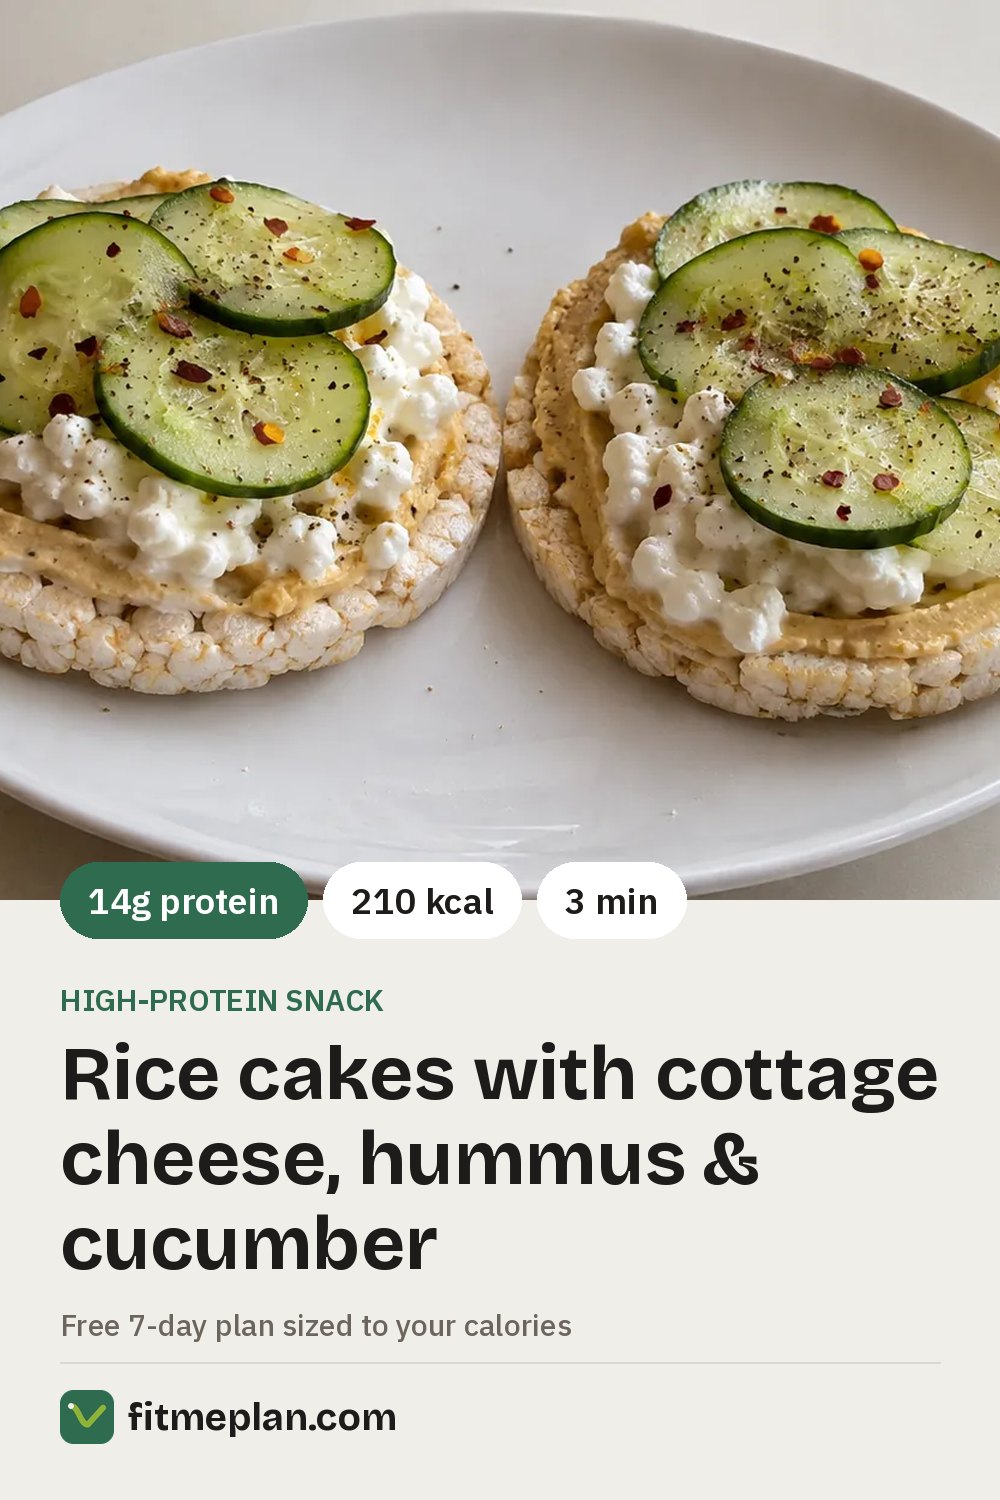 14g protein
210 kcal
3 min
HIGH-PROTEIN SNACK
Rice cakes with cottage
cheese, hummus &
cucumber
Free 7-day plan sized to your calories
fitmeplan.com